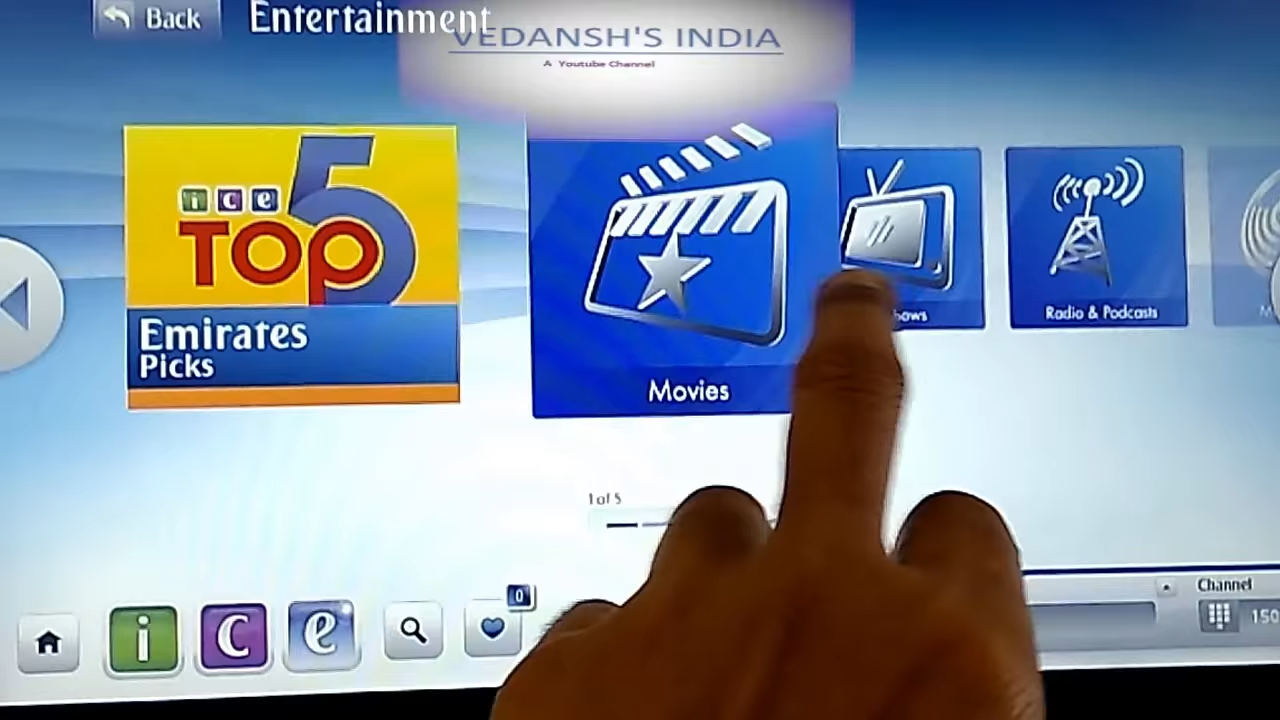 Back
Entertainment
VEDANSH'S INDIA
A Youtube Channel
ice
TOP 5
Emirates
Picks
Movies
Radio & Podcasts
1 of 5
0
i
c
e
Channel
150